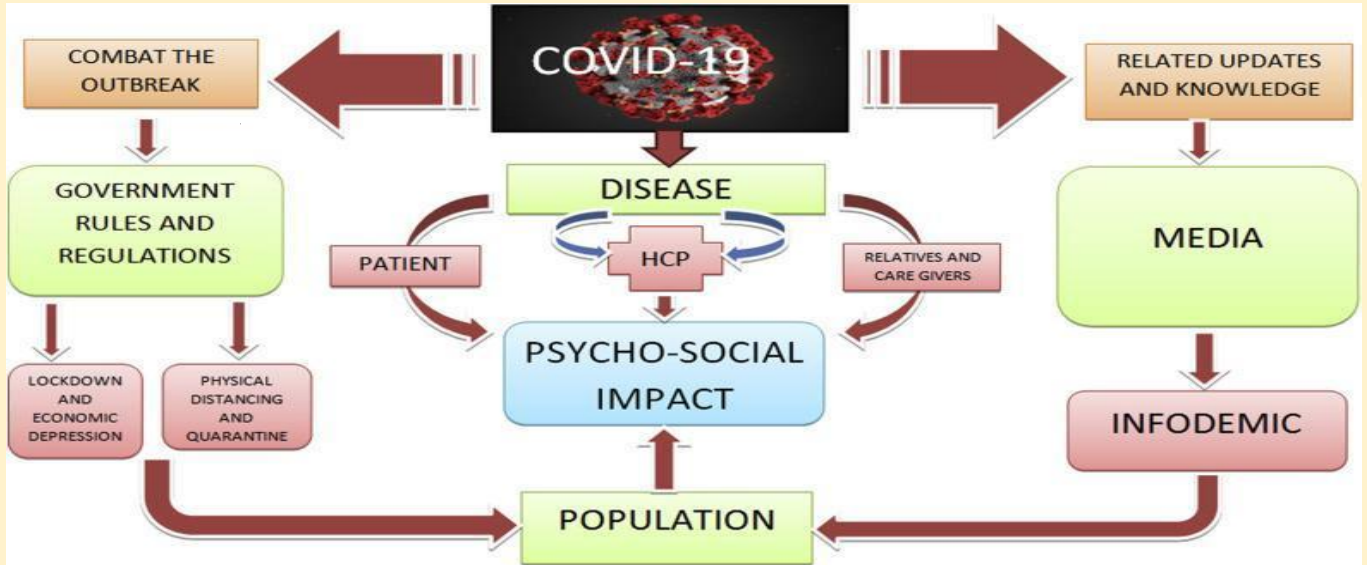 COVID-19
COMBAT THE
OUTBREAK
RELATED UPDATES
AND KNOWLEDGE
GOVERNMENT
RULES AND
REGULATIONS
DISEASE
MEDIA
PATIENT
HCP
RELATIVES AND
CARE GIVERS
PSYCHO-SOCIAL
IMPACT
LOCKDOWN
AND
ECONOMIC
DEPRESSION
PHYSICAL
DISTANCING
AND
QUARANTINE
INFODEMIC
POPULATION